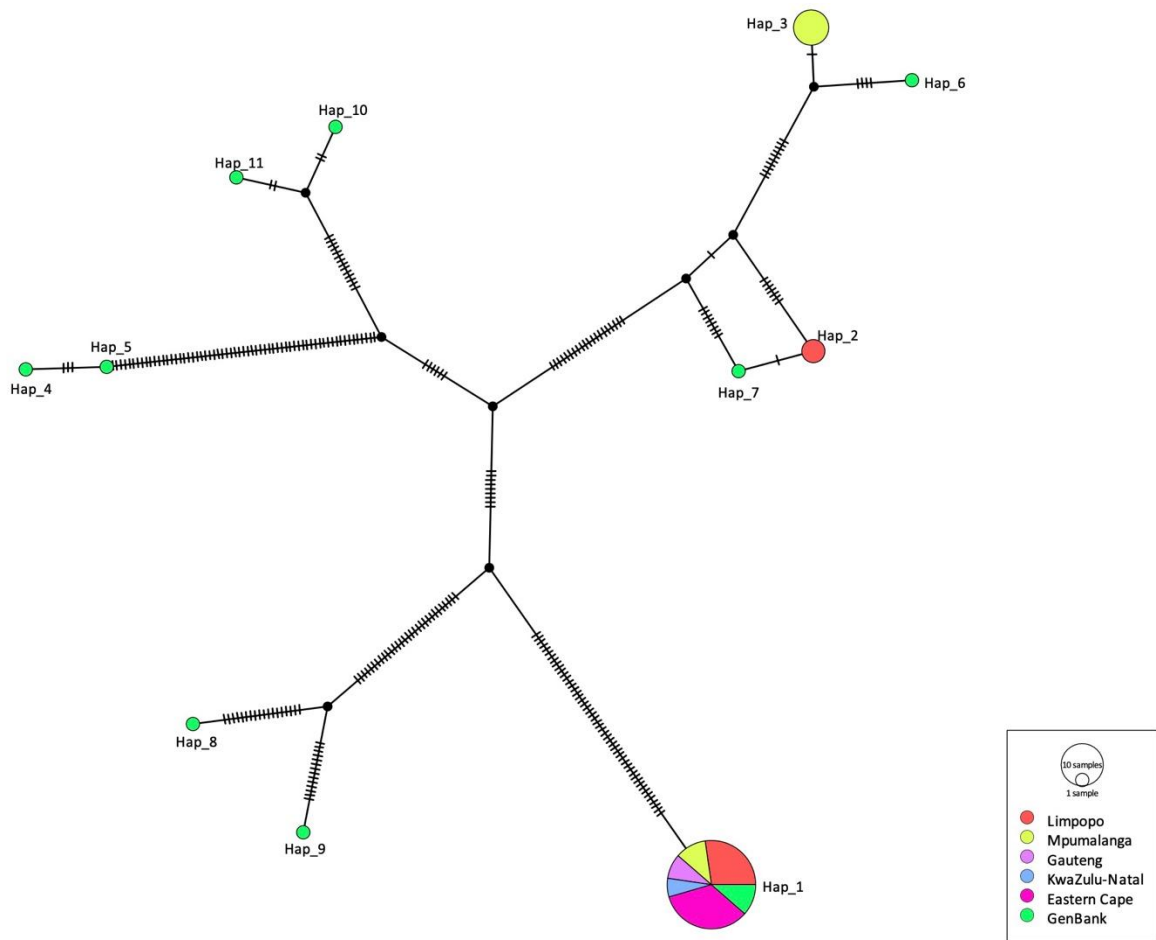 Hap_3
Hap_6
Hap_10
Hap_11
Hap_5
Hap_4
Hap_2
Hap_7
Hap_8
Hap_9
Hap_1
10 samples
1 sample
Limpopo
Mpumalanga
Gauteng
KwaZulu-Natal
Eastern Cape
GenBank